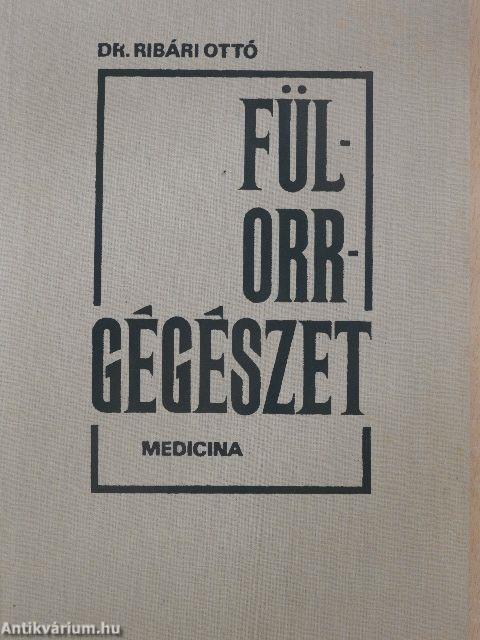 DR. RIBÁRI OTTÓ
FÜL-
ORR-
GÉGÉSZET
MEDICINA
Antikvárium.hu